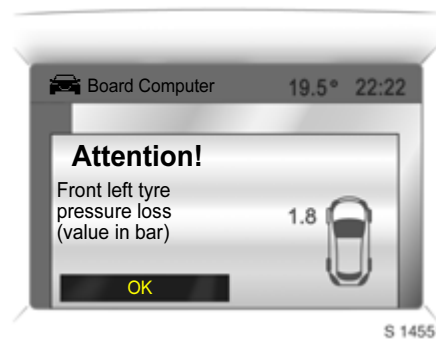 Board Computer 19.5° 22:22
Attention!
Front left tyre
pressure loss
(value in bar)
1.8
OK
S 1455